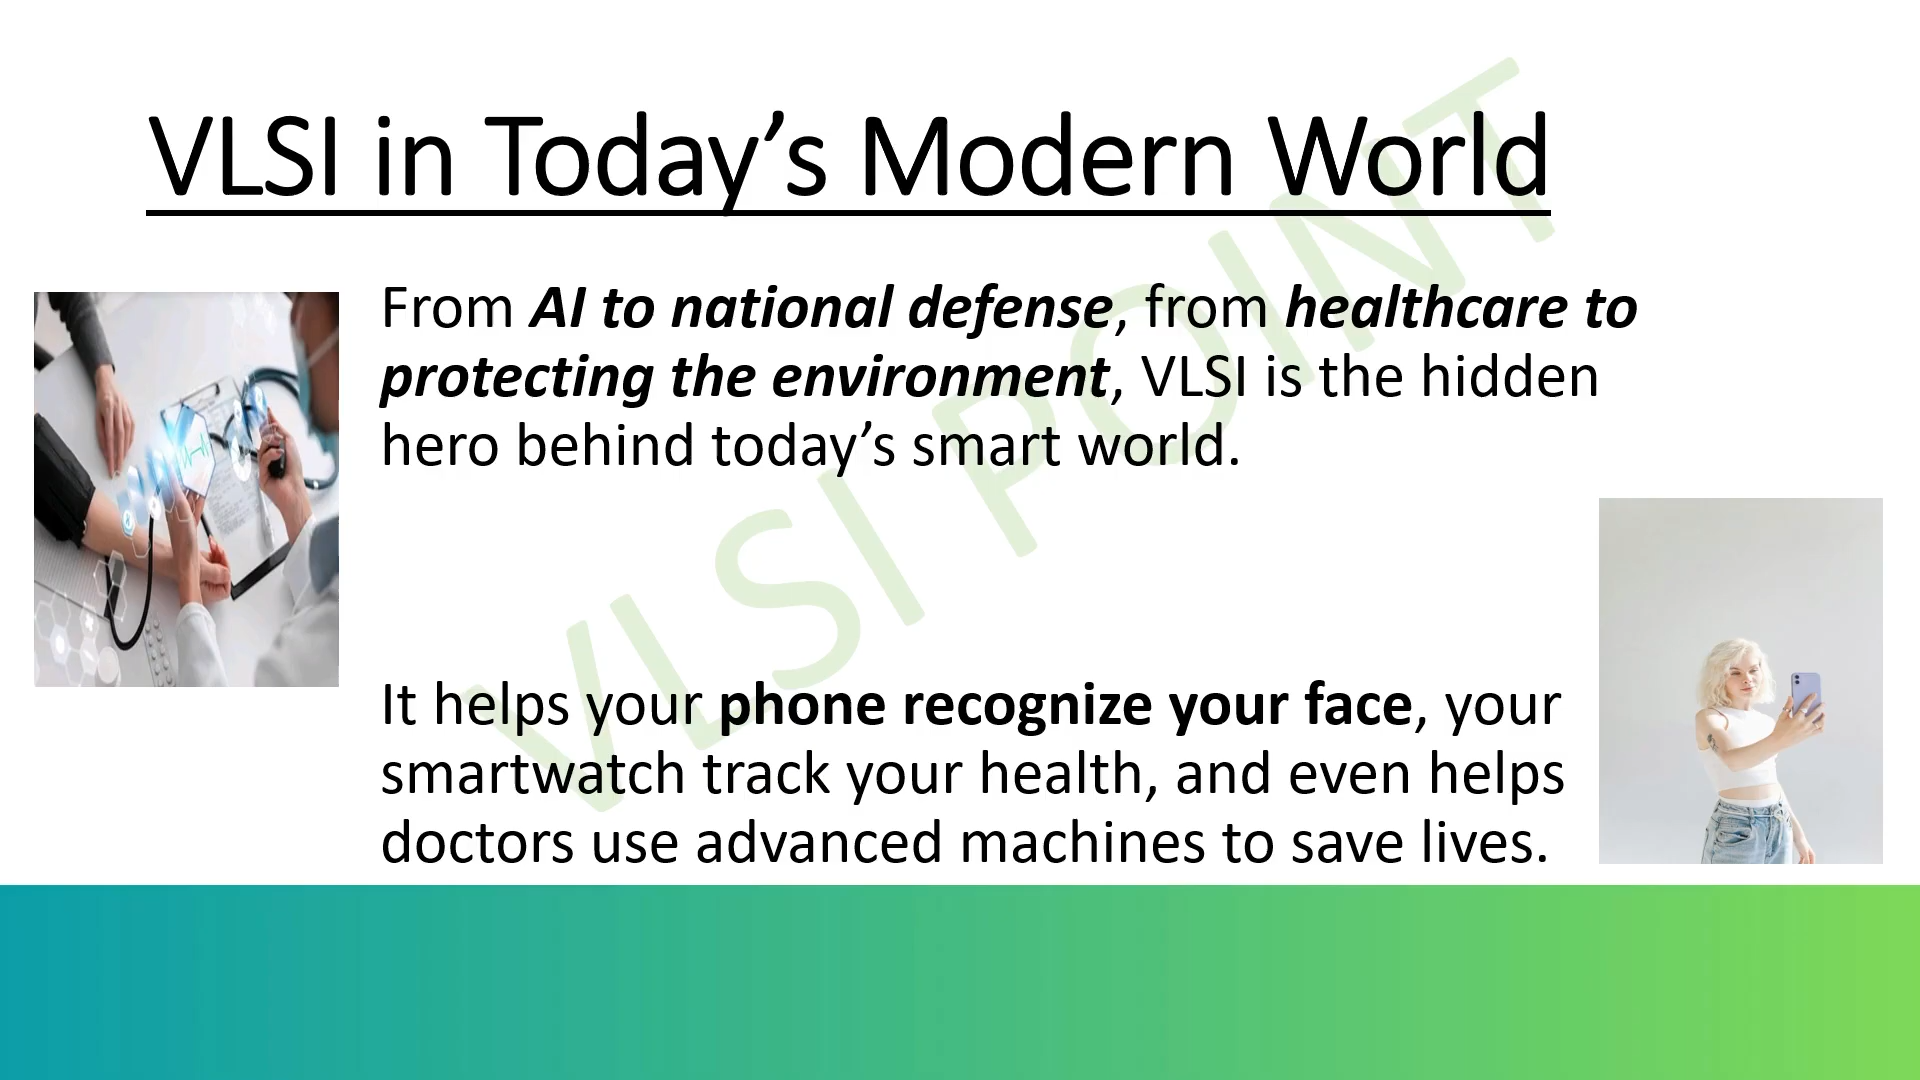 VLSI in Today’s Modern World
From AI to national defense, from healthcare to
protecting the environment, VLSI is the hidden
hero behind today’s smart world.
It helps your phone recognize your face, your
smartwatch track your health, and even helps
doctors use advanced machines to save lives.
VLSI POINT